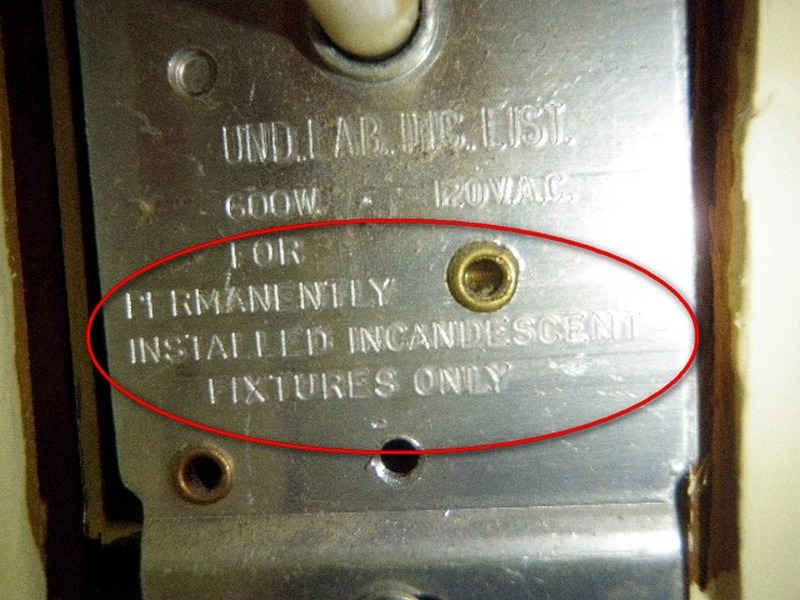 UND. LAB. INC. LIST.
600W. 120V.A.C.
FOR
PERMANENTLY
INSTALLED INCANDESCENT
FIXTURES ONLY